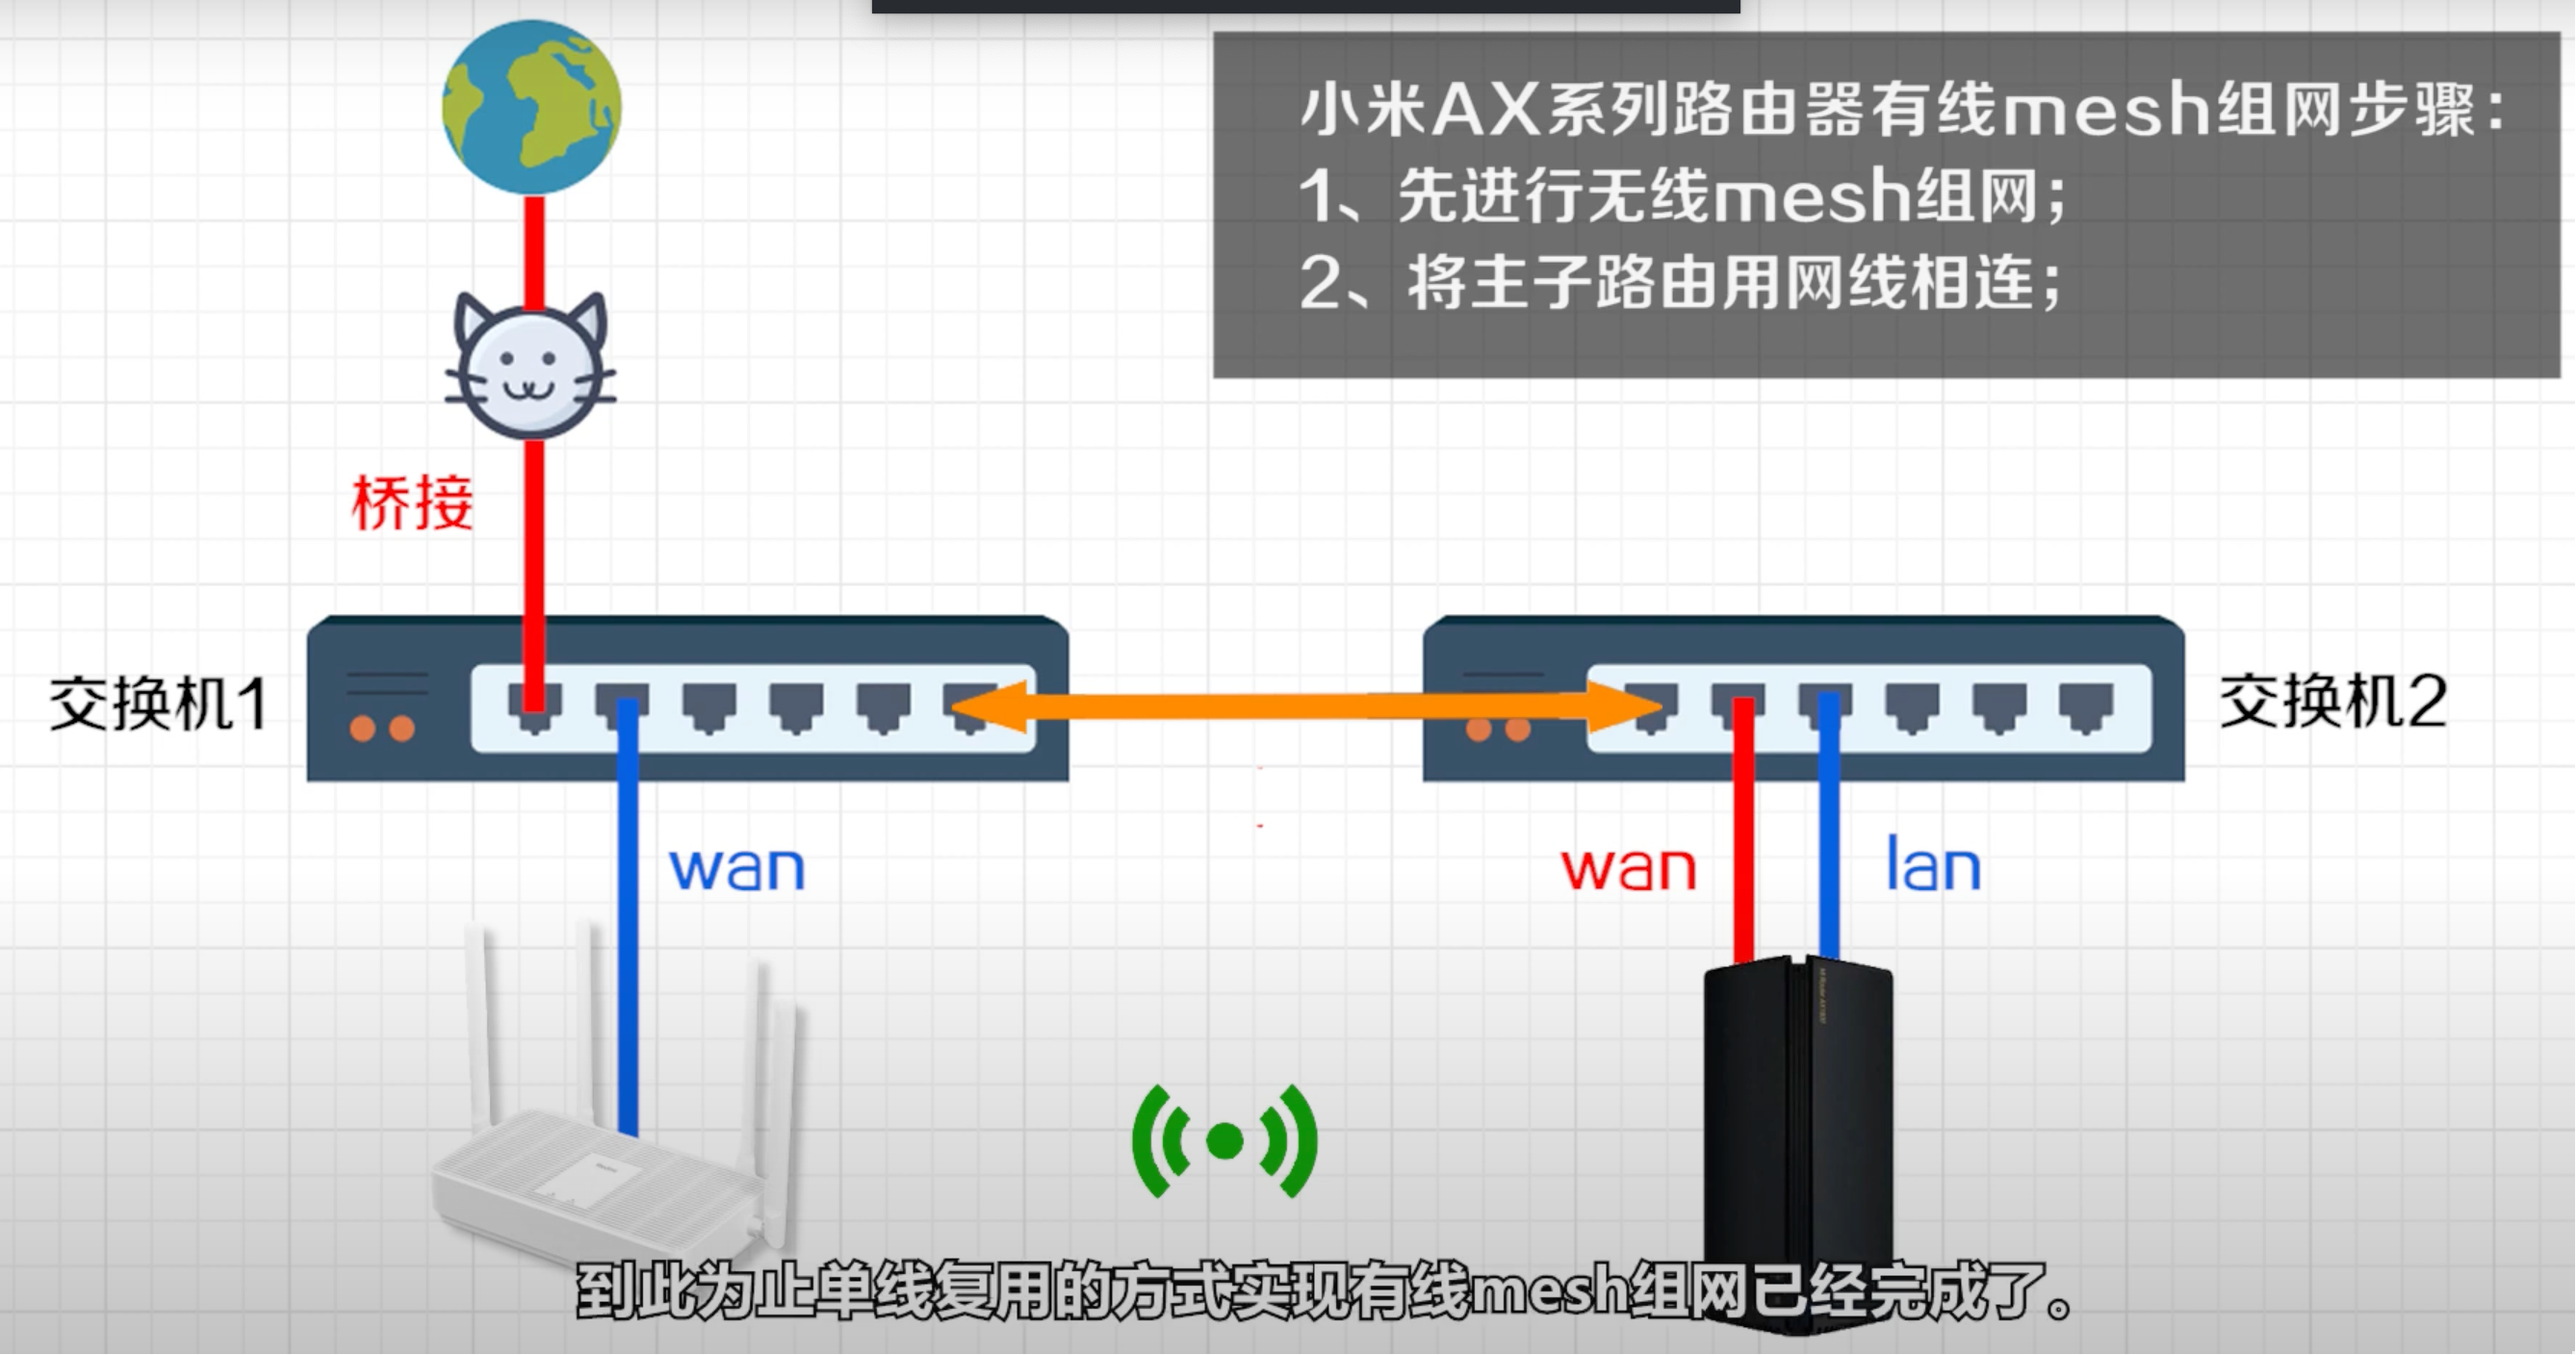 小米AX系列路由器有线mesh组网步骤：
1、先进行无线mesh组网；
2、将主子路由用网线相连；
桥接
交换机1
交换机2
wan
wan
lan
到此为止单线复用的方式实现有线mesh组网已经完成了。